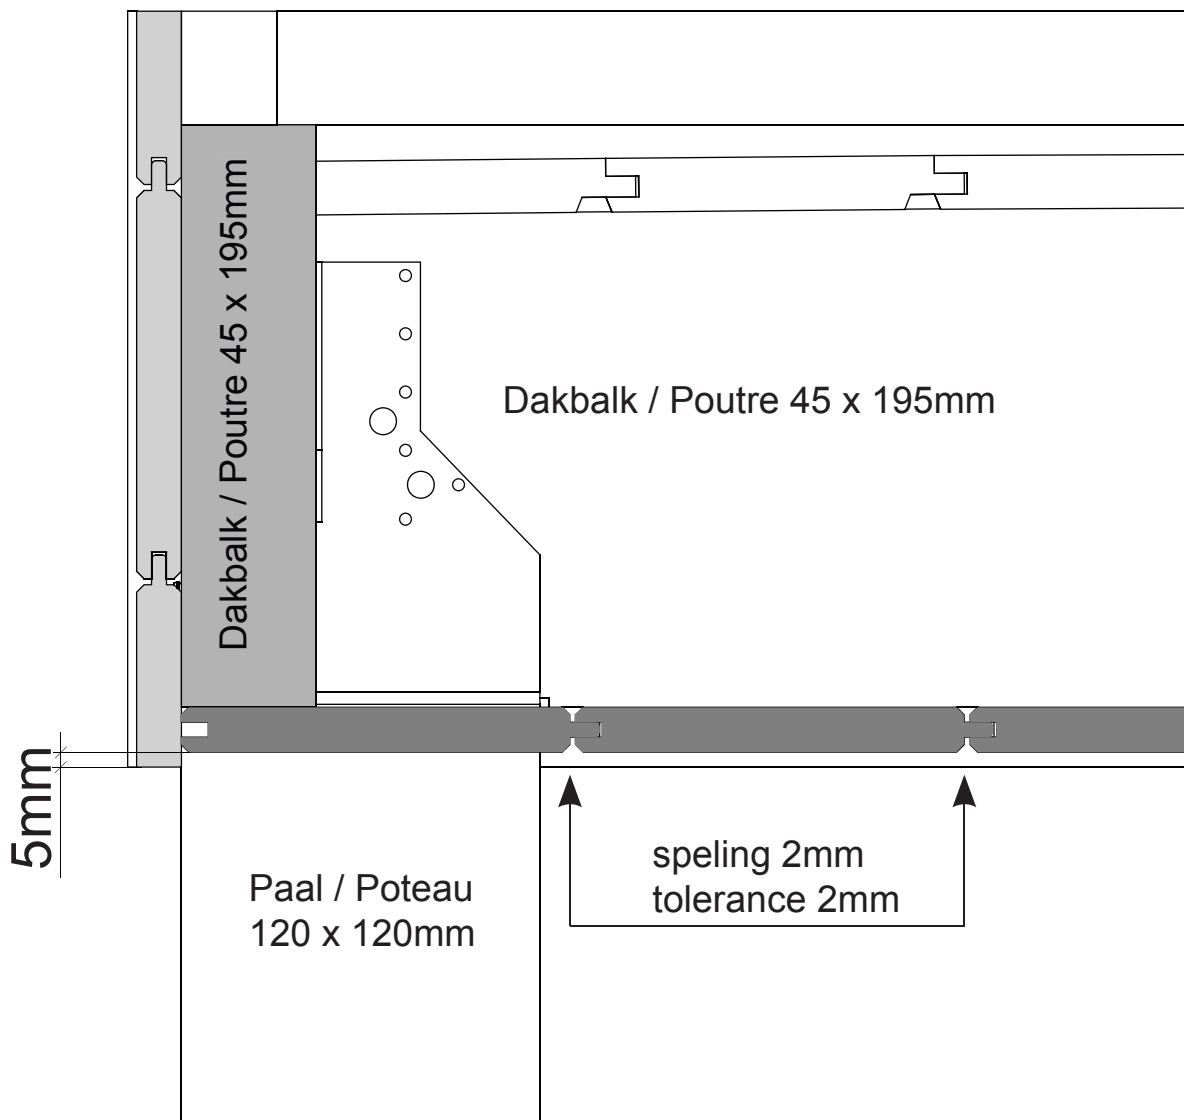 Dakbalk / Poutre 45 x 195mm
Dakbalk / Poutre 45 x 195mm
5mm
speling 2mm
tolerance 2mm
Paal / Poteau
120 x 120mm